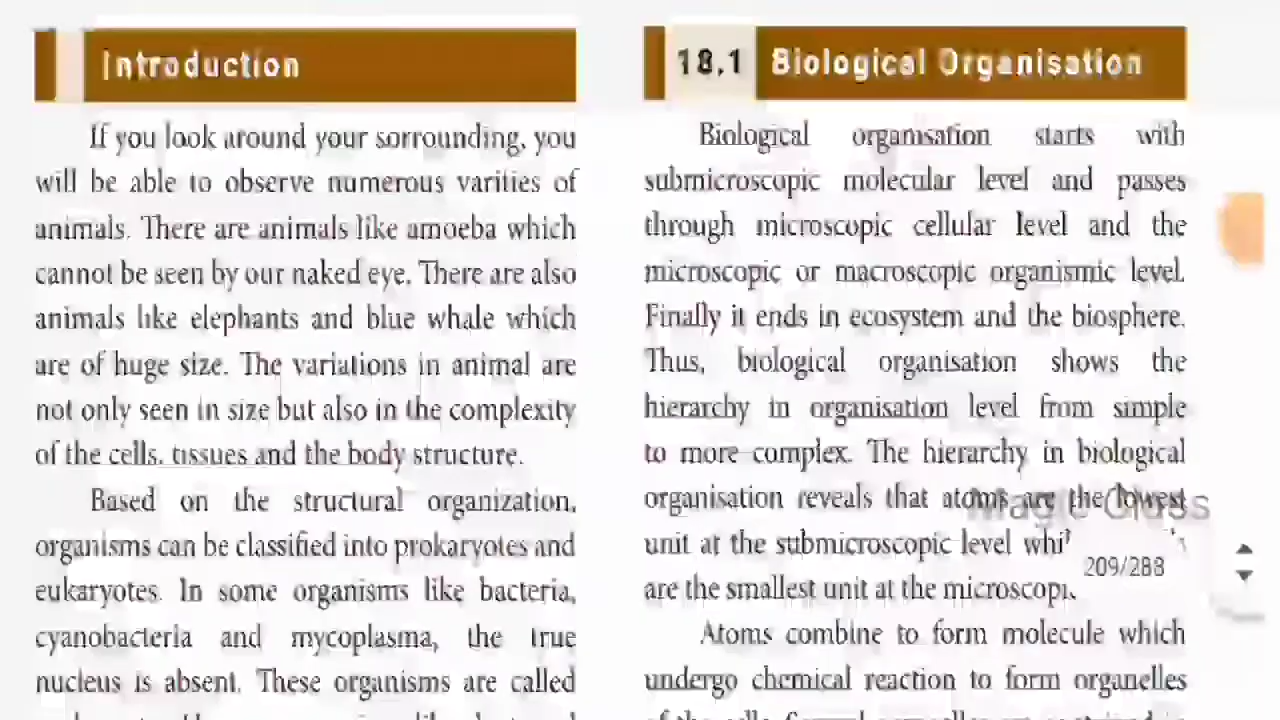 Introduction
If you look around your sorrounding, you
will be able to observe numerous varities of
animals. There are animals like amoeba which
cannot be seen by our naked eye. There are also
animals like elephants and blue whale which
are of huge size. The variations in animal are
not only seen in size but also in the complexity
of the cells, tissues and the body structure.
Based on the structural organization,
organisms can be classified into prokaryotes and
eukaryotes. In some organisms like bacteria,
cyanobacteria and mycoplasma, the true
nucleus is absent. These organisms are called
18.1 Biological Organisation
Biological organisation starts with
submicroscopic molecular level and passes
through microscopic cellular level and the
microscopic or macroscopic organismic level.
Finally it ends in ecosystem and the biosphere.
Thus, biological organisation shows the
hierarchy in organisation level from simple
to more complex. The hierarchy in biological
organisation reveals that atoms are the lowest
unit at the submicroscopic level
are the smallest unit at the
Atoms combine to form molecule which
undergo chemical reaction to form organelles
Magic Class
209/288